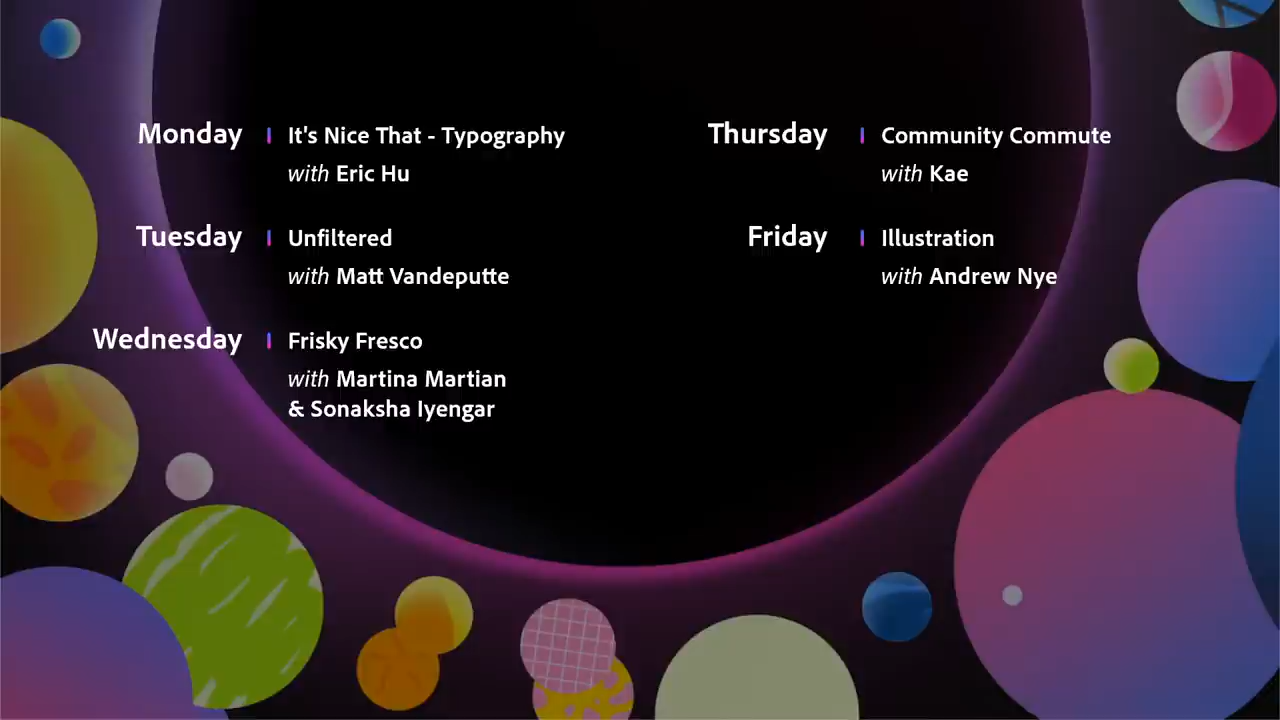 Monday
It's Nice That - Typography
with Eric Hu
Tuesday
Unfiltered
with Matt Vandeputte
Wednesday
Frisky Fresco
with Martina Martian
& Sonaksha Iyengar
Thursday
Community Commute
with Kae
Friday
Illustration
with Andrew Nye